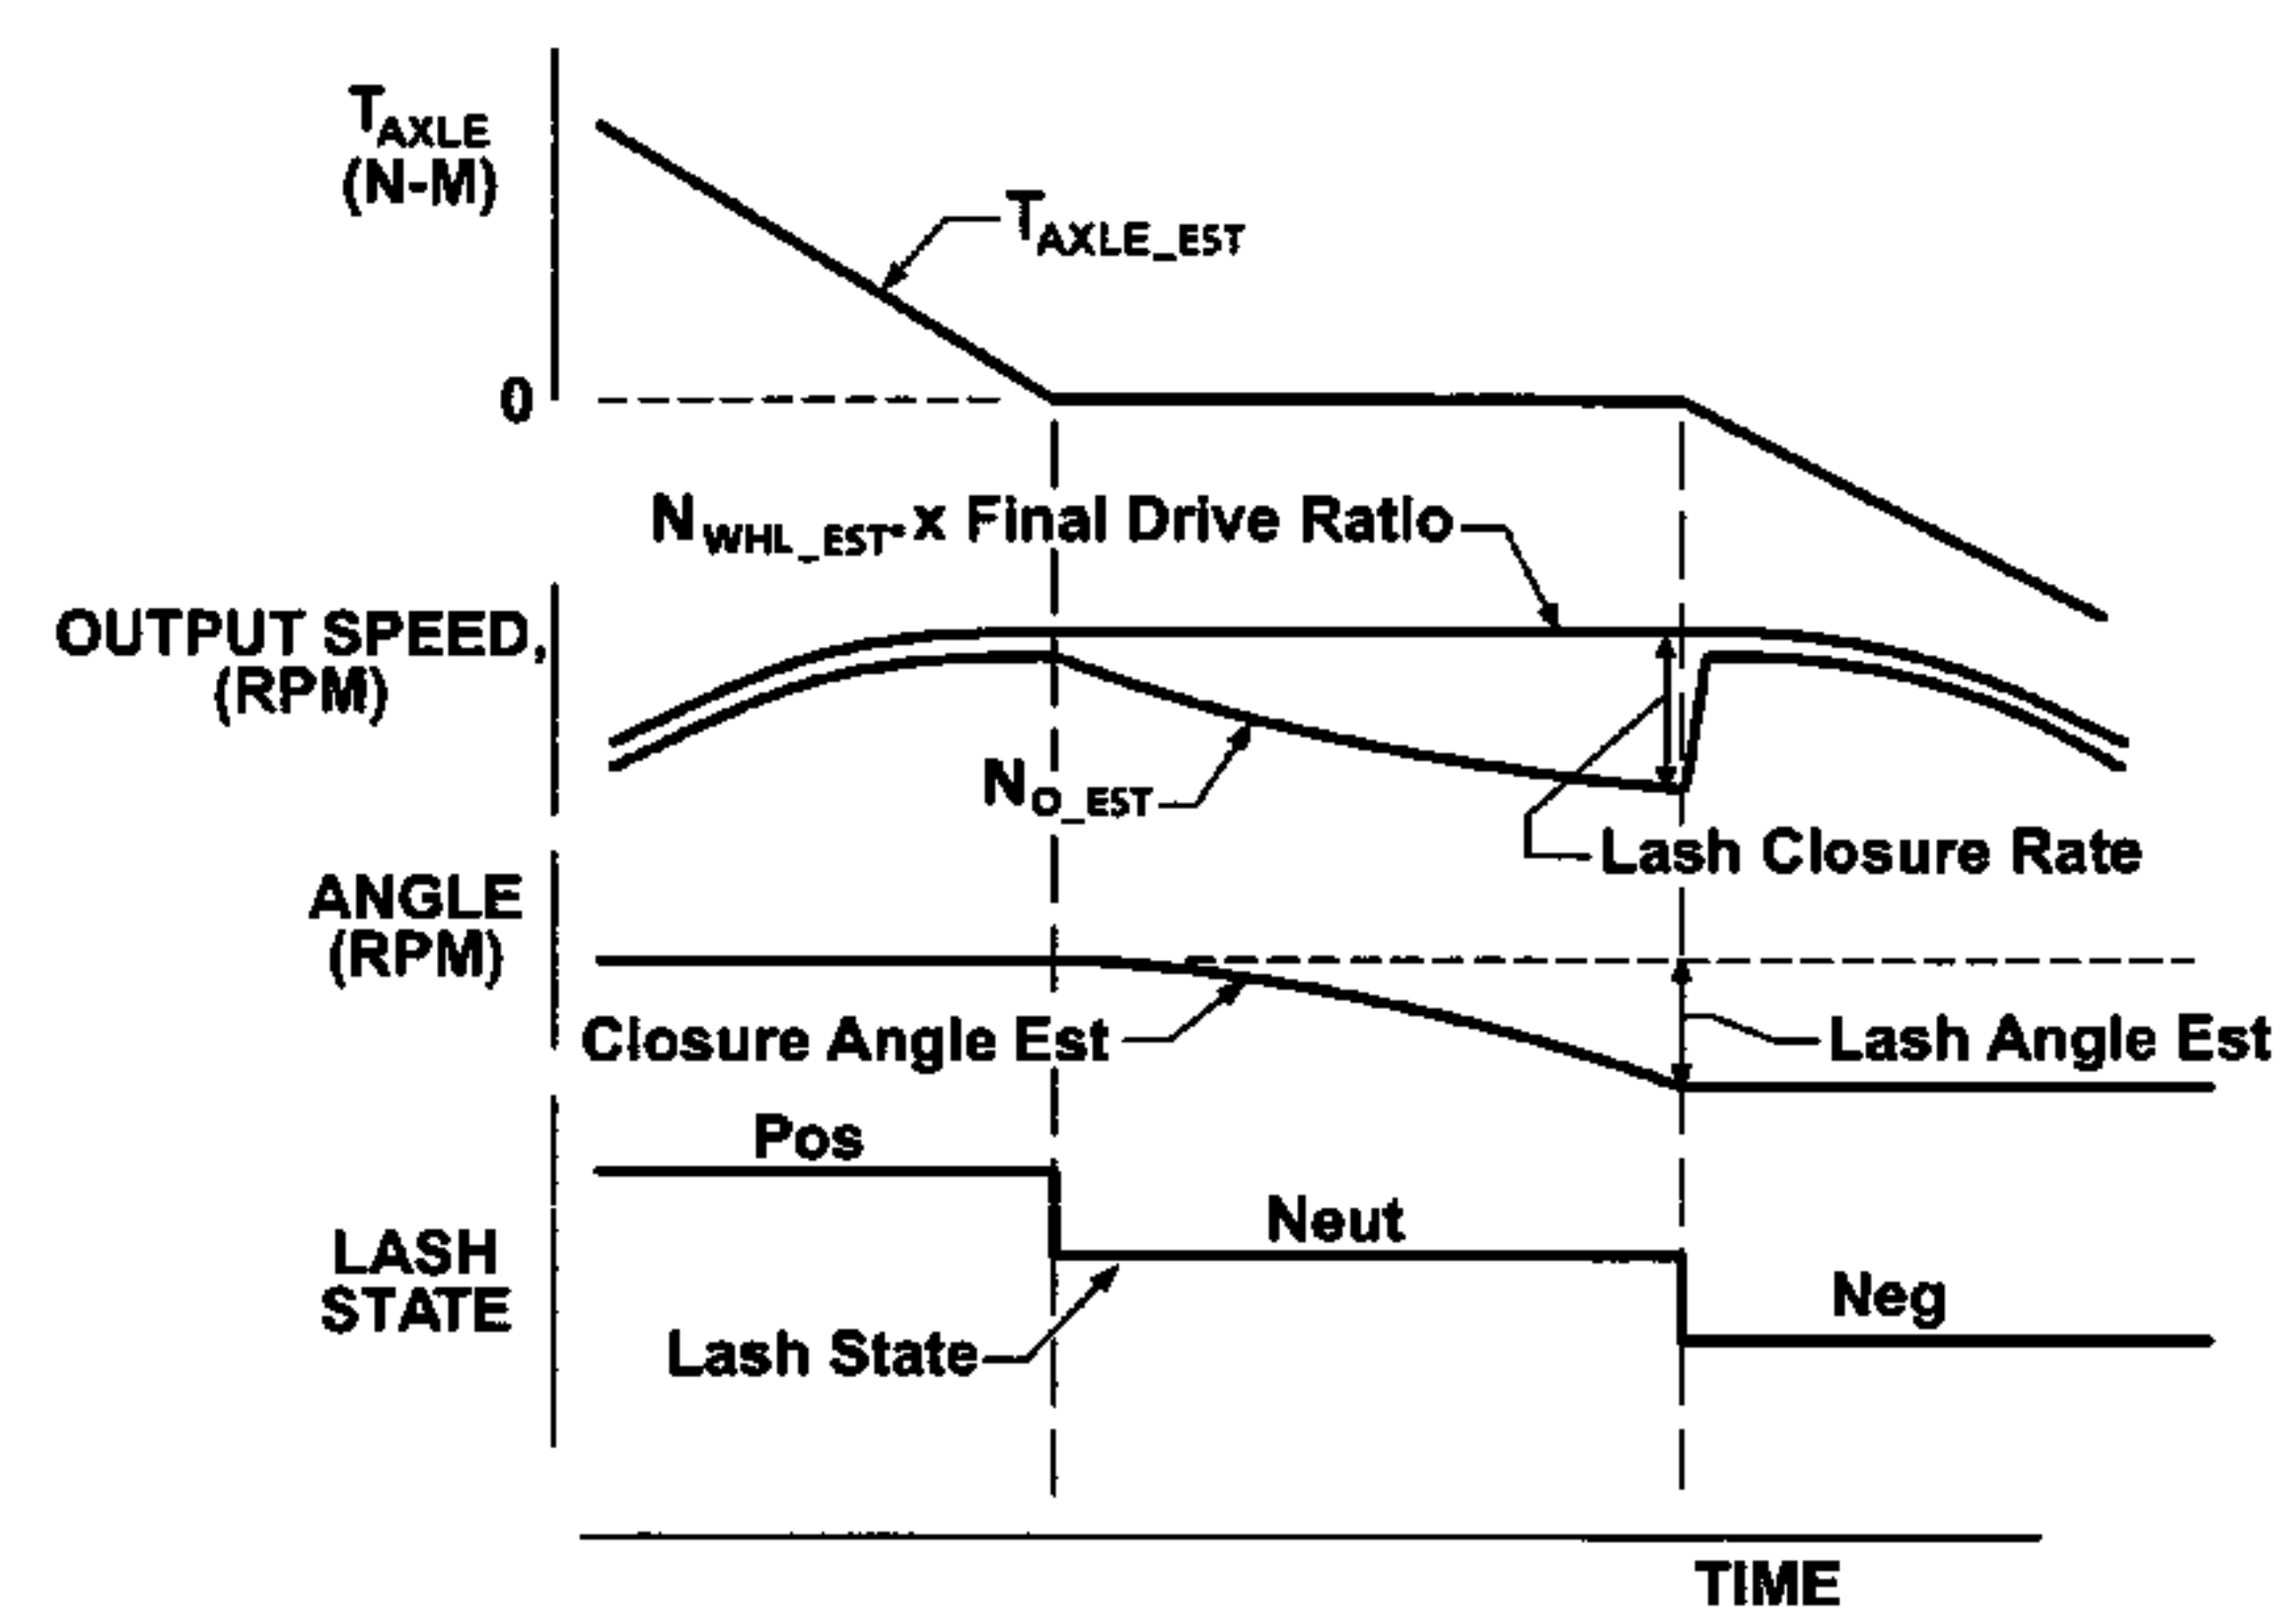 TAXLE
(N-M)
TAXLE_EST
0
NWHL_EST* x Final Drive Ratio
OUTPUT SPEED,
(RPM)
NO_EST
Lash Closure Rate
ANGLE
(RPM)
Closure Angle Est
Lash Angle Est
Pos
Neut
LASH
STATE
Neg
Lash State
TIME